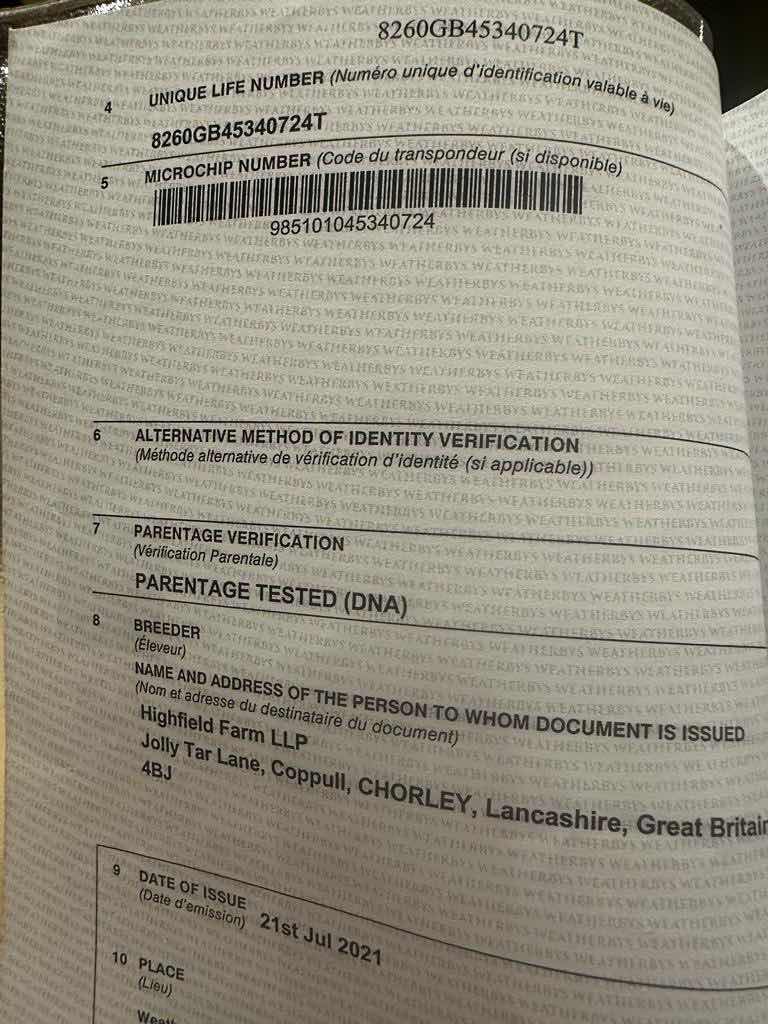 8260GB45340724T
4 UNIQUE LIFE NUMBER (Numéro unique d'identification valable à vie)
8260GB45340724T
5 MICROCHIP NUMBER (Code du transpondeur (si disponible)
985101045340724
6 ALTERNATIVE METHOD OF IDENTITY VERIFICATION
(Méthode alternative de vérification d'identité (si applicable))
7 PARENTAGE VERIFICATION
(Vérification Parentale)
PARENTAGE TESTED (DNA)
8 BREEDER
(Éleveur)
NAME AND ADDRESS OF THE PERSON TO WHOM DOCUMENT IS ISSUED
(Nom et adresse du destinataire du document)
Highfield Farm LLP
Jolly Tar Lane, Coppull, CHORLEY, Lancashire, Great Britain
4BJ
9 DATE OF ISSUE
(Date d'emission) 21st Jul 2021
10 PLACE
(Lieu)